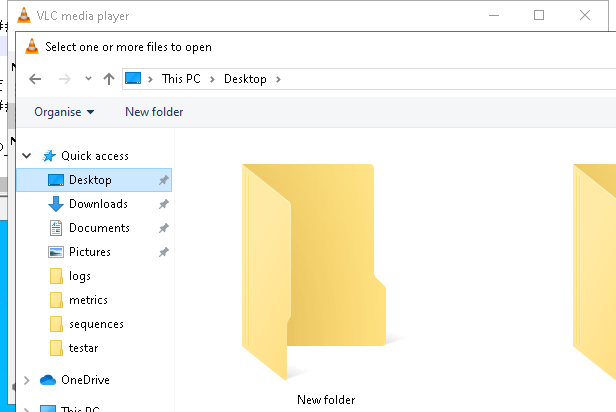 VLC media player
Select one or more files to open
This PC > Desktop >
Organise New folder
Quick access
Desktop
Downloads
Documents
Pictures
logs
metrics
sequences
testar
OneDrive
This PC
New folder